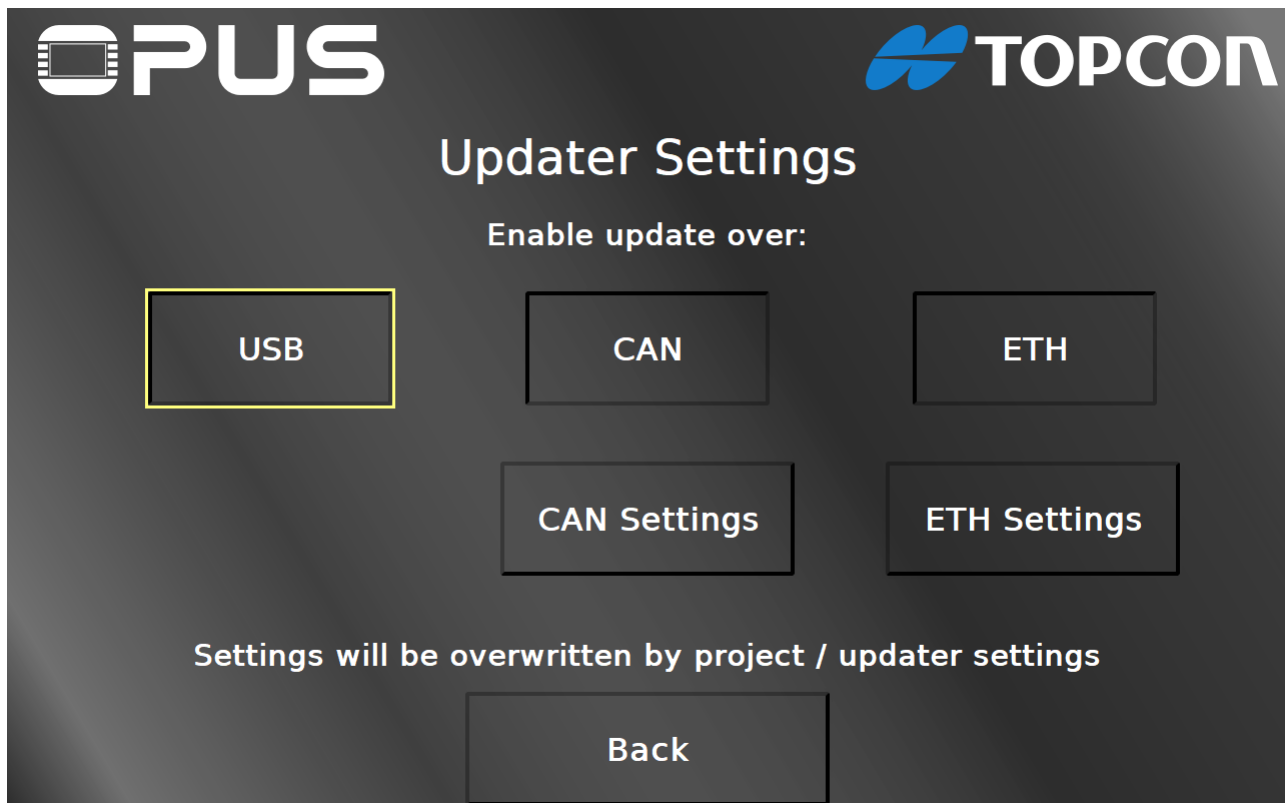 OPUS
TOPCON
Updater Settings
Enable update over:
USB CAN ETH
CAN Settings ETH Settings
Settings will be overwritten by project / updater settings
Back